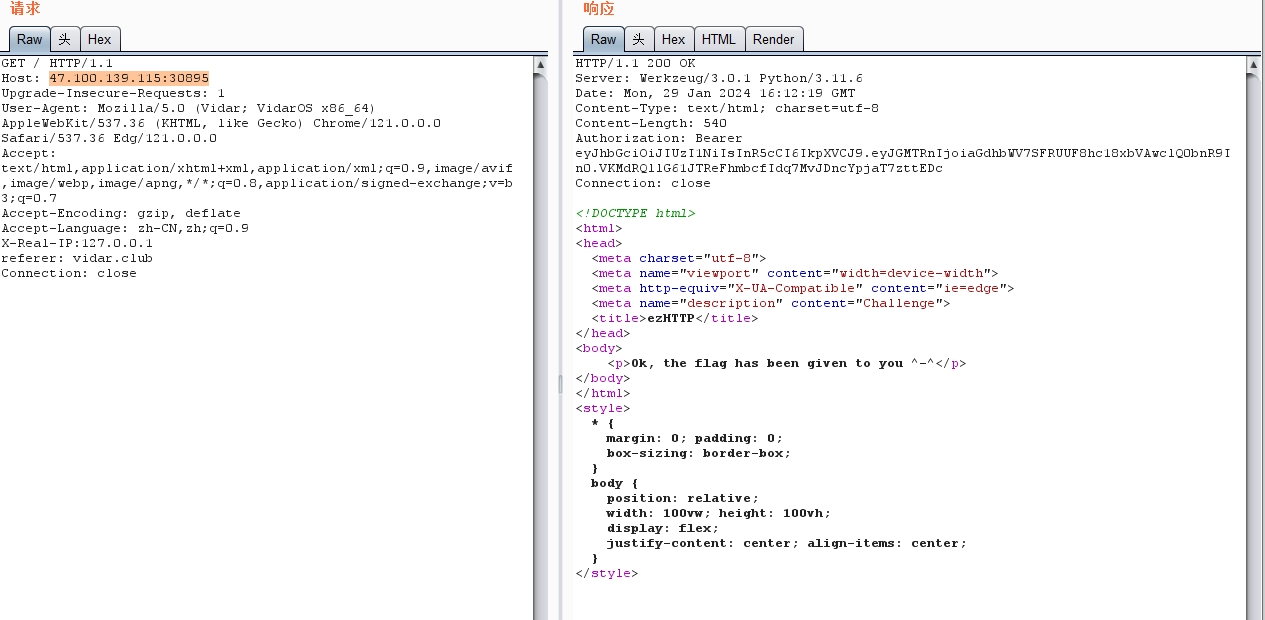 请求
Raw 头 Hex
GET / HTTP/1.1
Host: 47.100.139.115:30895
Upgrade-Insecure-Requests: 1
User-Agent: Mozilla/5.0 (Vidar; VidarOS x86_64)
AppleWebKit/537.36 (KHTML, like Gecko) Chrome/121.0.0.0
Safari/537.36 Edg/121.0.0.0
Accept:
text/html,application/xhtml+xml,application/xml;q=0.9,image/avif
,image/webp,image/apng,*/*;q=0.8,application/signed-exchange;v=b
3;q=0.7
Accept-Encoding: gzip, deflate
Accept-Language: zh-CN,zh;q=0.9
X-Real-IP:127.0.0.1
referer: vidar.club
Connection: close
响应
Raw 头 Hex HTML Render
HTTP/1.1 200 OK
Server: Werkzeug/3.0.1 Python/3.11.6
Date: Mon, 29 Jan 2024 16:12:19 GMT
Content-Type: text/html; charset=utf-8
Content-Length: 540
Authorization: Bearer
eyJhbGciOiJIUzI1NiIsInR5cCI6IkpXVCJ9.eyJGMTRnIjoiaGdhbWV7SFRUUF8hc18xbVAwclQ0bnR9I
n0.VKMdRQllG61JTReFhmbcfIdq7MvJDncYpjaT7zttEDc
Connection: close
<!DOCTYPE html>
<html>
<head>
<meta charset="utf-8">
<meta name="viewport" content="width=device-width">
<meta http-equiv="X-UA-Compatible" content="ie=edge">
<meta name="description" content="Challenge">
<title>ezHTTP</title>
</head>
<body>
<p>Ok, the flag has been given to you ^-^</p>
</body>
</html>
<style>
* {
margin: 0; padding: 0;
box-sizing: border-box;
}
body {
position: relative;
width: 100vw; height: 100vh;
display: flex;
justify-content: center; align-items: center;
}
</style>